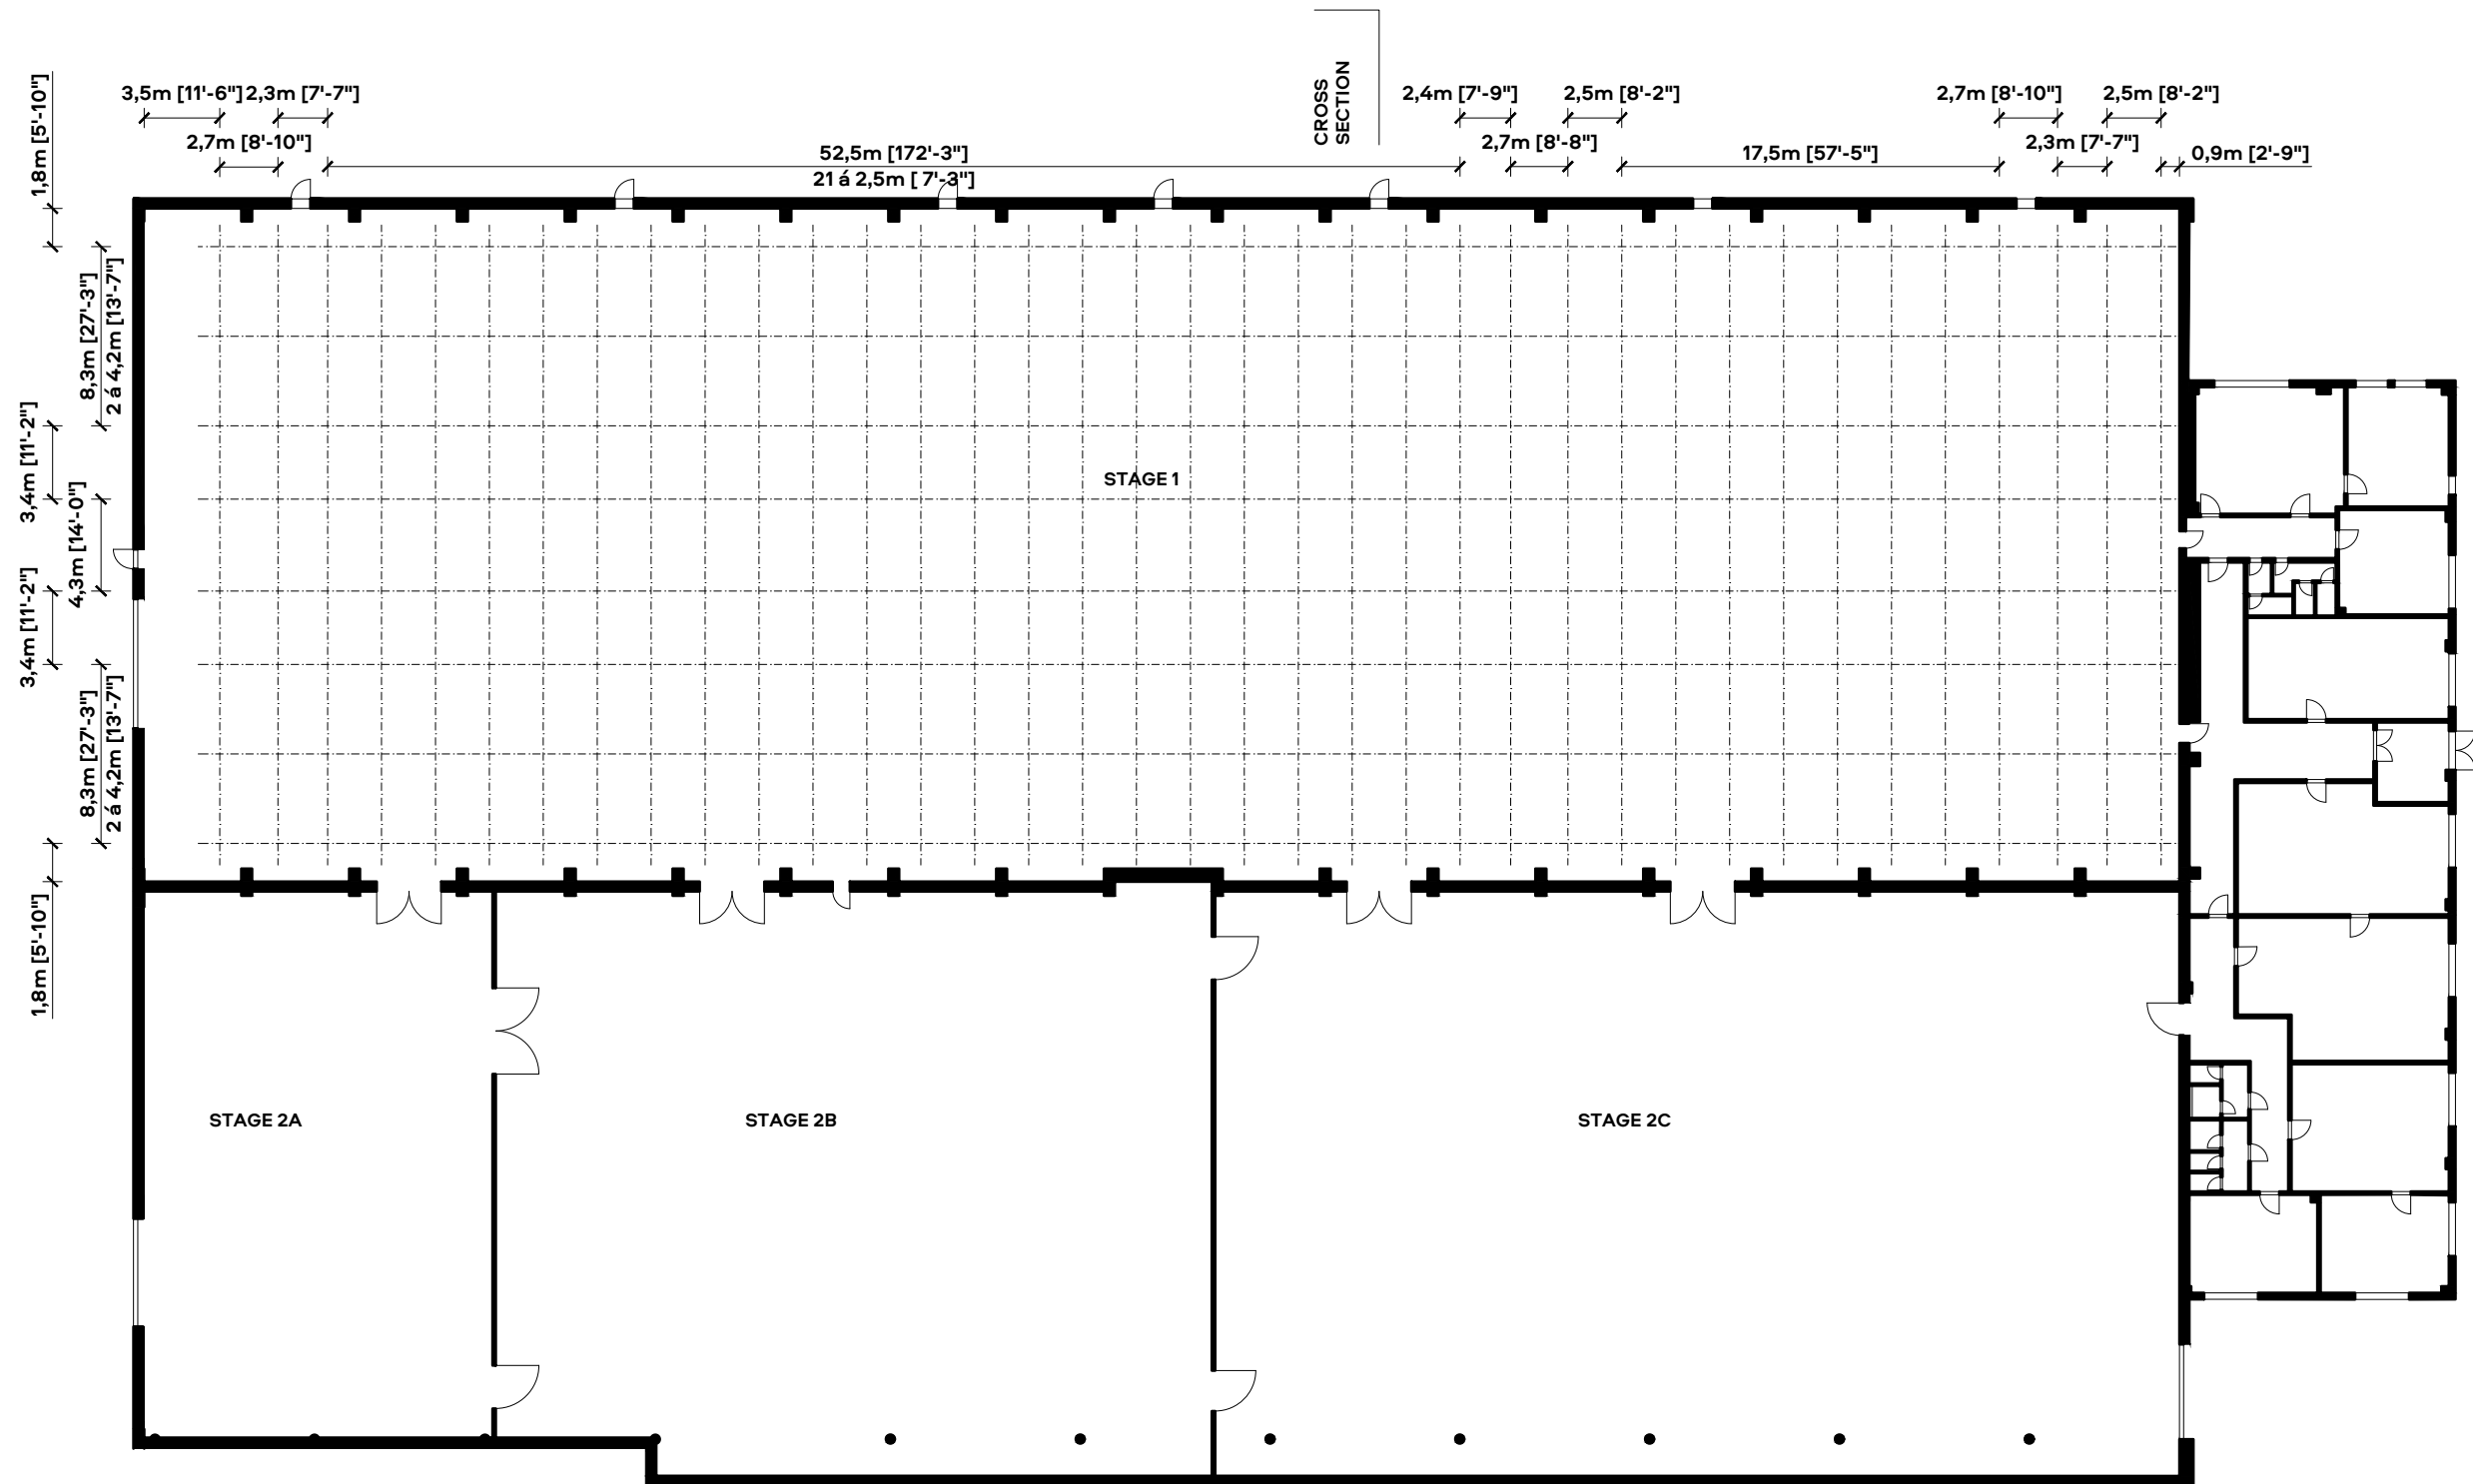 CROSS
SECTION
3,5m [11'-6"]
2,3m [7'-7"]
2,4m [7'-9"]
2,5m [8'-2"]
2,7m [8'-10"]
2,5m [8'-2"]
2,7m [8'-10"]
52,5m [172'-3"]
21 á 2,5m [ 7'-3"]
2,7m [8'-8"]
17,5m [57'-5"]
2,3m [7'-7"]
0,9m [2'-9"]
1,8m [5'-10"]
8,3m [27'-3"]
2 á 4,2m [13'-7"]
3,4m [11'-2"]
4,3m [14'-0"]
3,4m [11'-2"]
8,3m [27'-3"]
2 á 4,2m [13'-7"]
1,8m [5'-10"]
STAGE 1
STAGE 2A
STAGE 2B
STAGE 2C